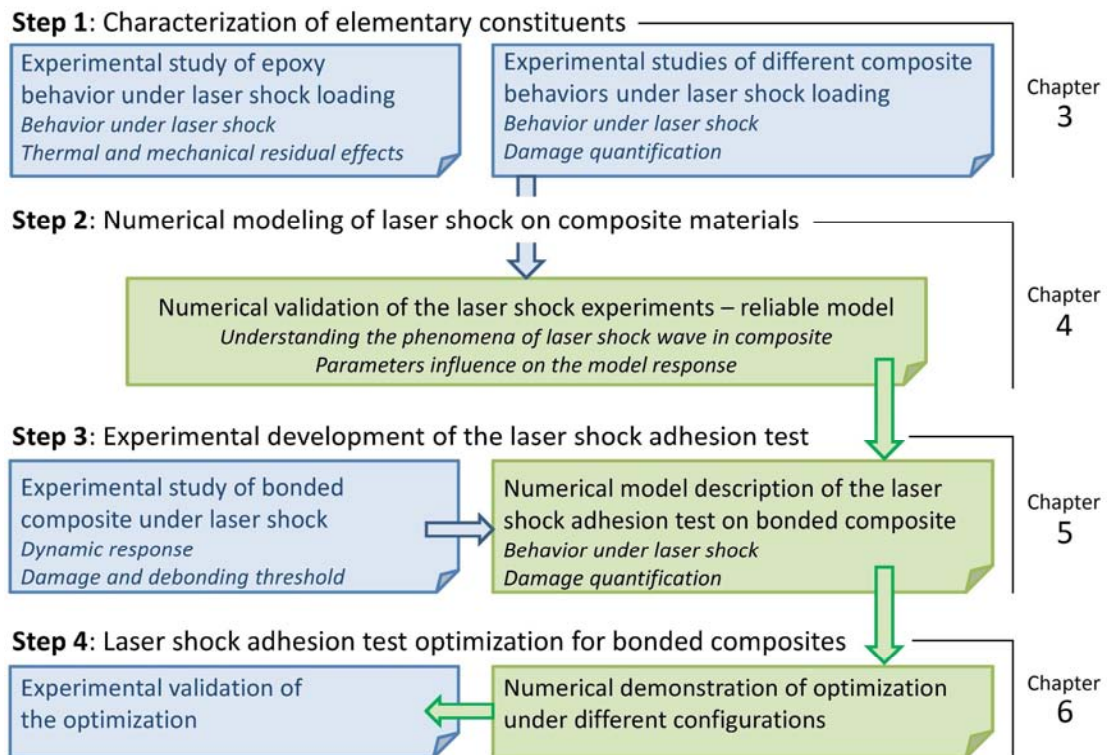 Step 1: Characterization of elementary constituents
Experimental study of epoxy
behavior under laser shock loading
Behavior under laser shock
Thermal and mechanical residual effects
Experimental studies of different composite
behaviors under laser shock loading
Behavior under laser shock
Damage quantification
Chapter
3
Step 2: Numerical modeling of laser shock on composite materials
Numerical validation of the laser shock experiments – reliable model
Understanding the phenomena of laser shock wave in composite
Parameters influence on the model response
Chapter
4
Step 3: Experimental development of the laser shock adhesion test
Experimental study of bonded
composite under laser shock
Dynamic response
Damage and debonding threshold
Numerical model description of the laser
shock adhesion test on bonded composite
Behavior under laser shock
Damage quantification
Chapter
5
Step 4: Laser shock adhesion test optimization for bonded composites
Experimental validation of
the optimization
Numerical demonstration of optimization
under different configurations
Chapter
6